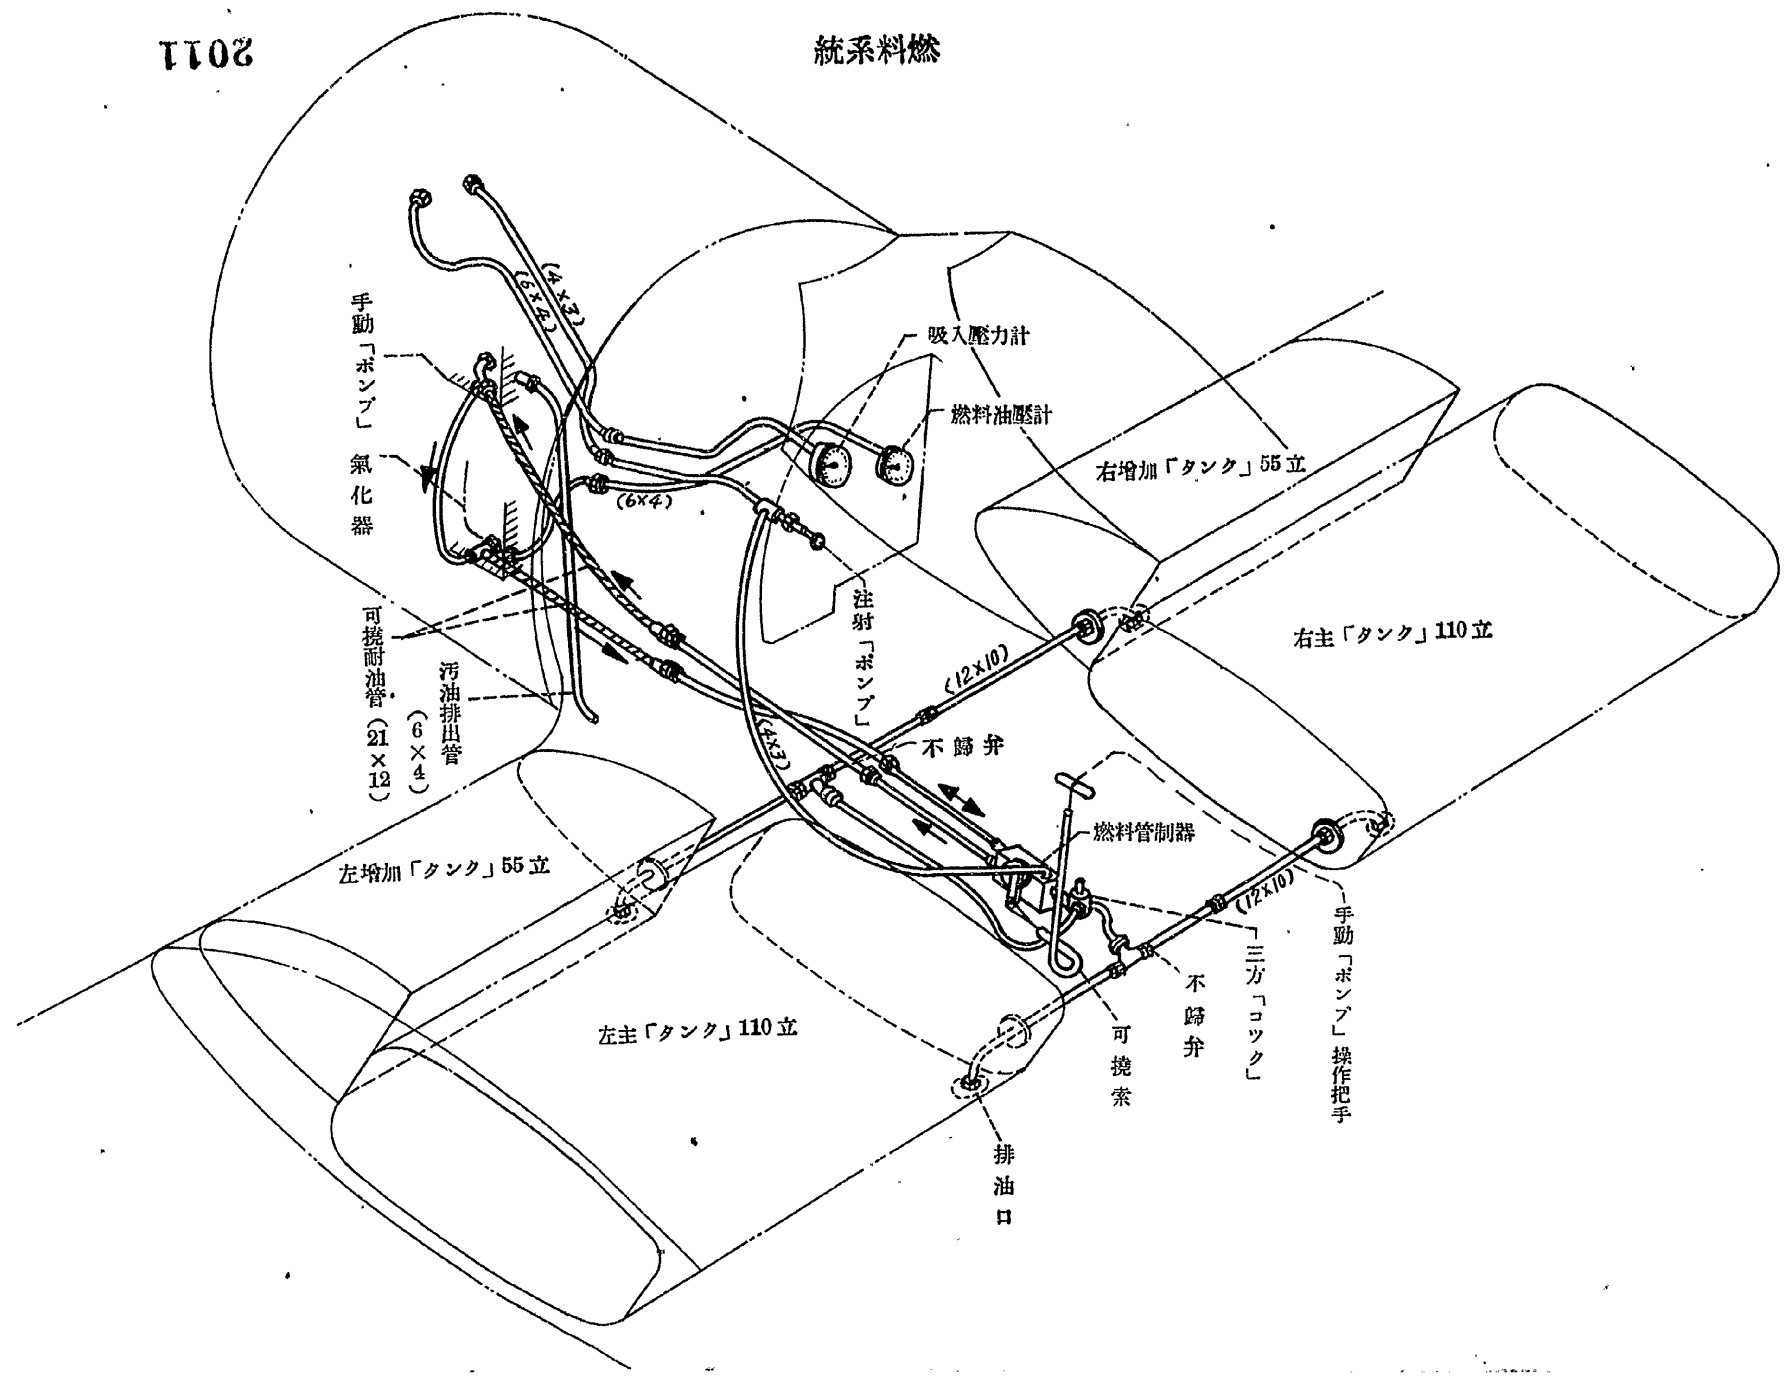 2011
統系料燃
(4×3)
(6×4)
手動「ポンプ」
氣化器
吸入壓力計
燃料油壓計
(6×4)
右增加「タンク」55立
右主「タンク」110立
注射「ポンプ」
(12×10)
可撓耐油管(21×12)
汚油排出管(6×4)
(4×3)
不歸弁
燃料管制器
左增加「タンク」55立
(12×10)
手動「ポンプ」操作把手
三方「コツク」
不歸弁
可撓索
左主「タンク」110立
排油口